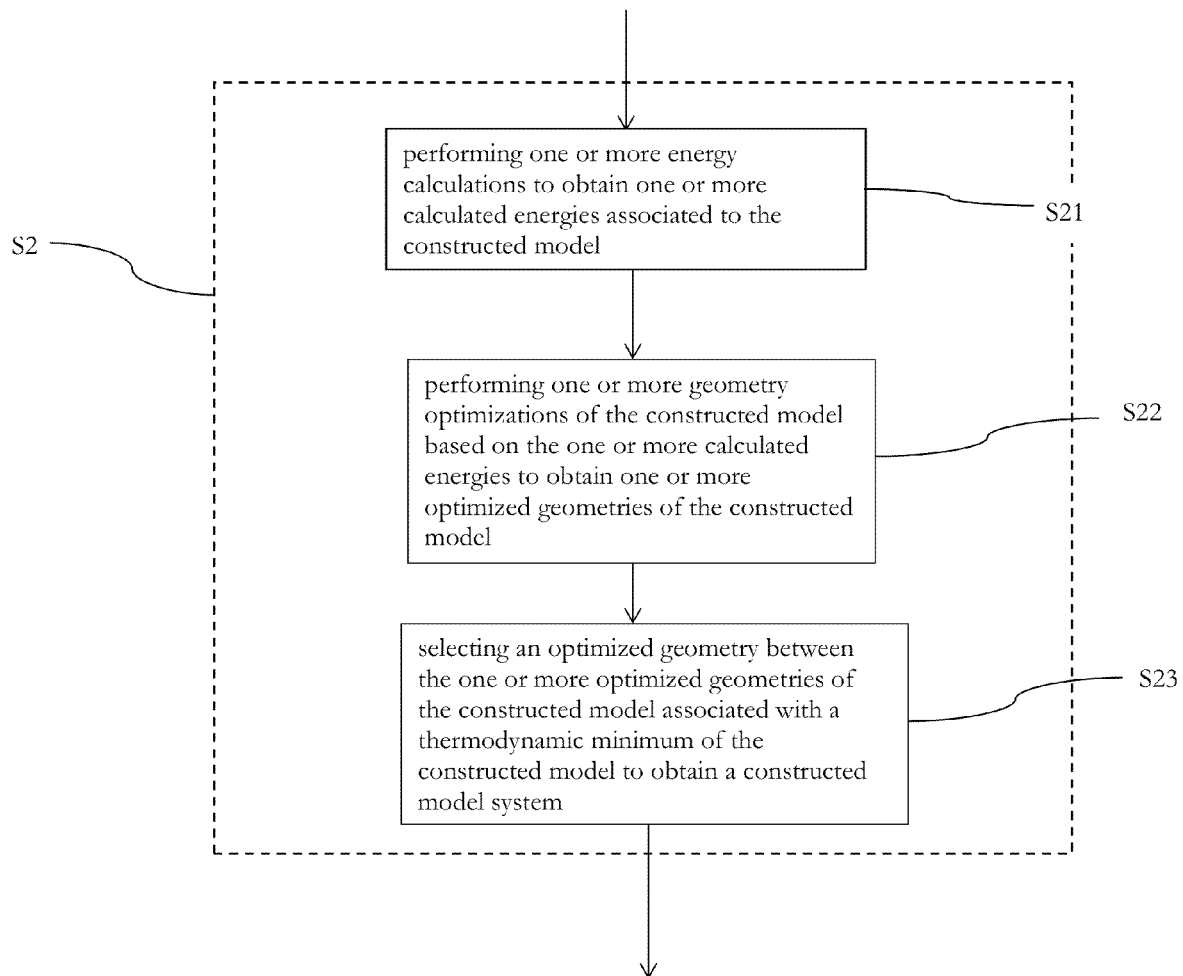 performing one or more energy
calculations to obtain one or more
calculated energies associated to the
constructed model
S21
S2
performing one or more geometry
optimizations of the constructed model
based on the one or more calculated
energies to obtain one or more
optimized geometries of the constructed
model
S22
selecting an optimized geometry between
the one or more optimized geometries of
the constructed model associated with a
thermodynamic minimum of the
constructed model to obtain a constructed
model system
S23